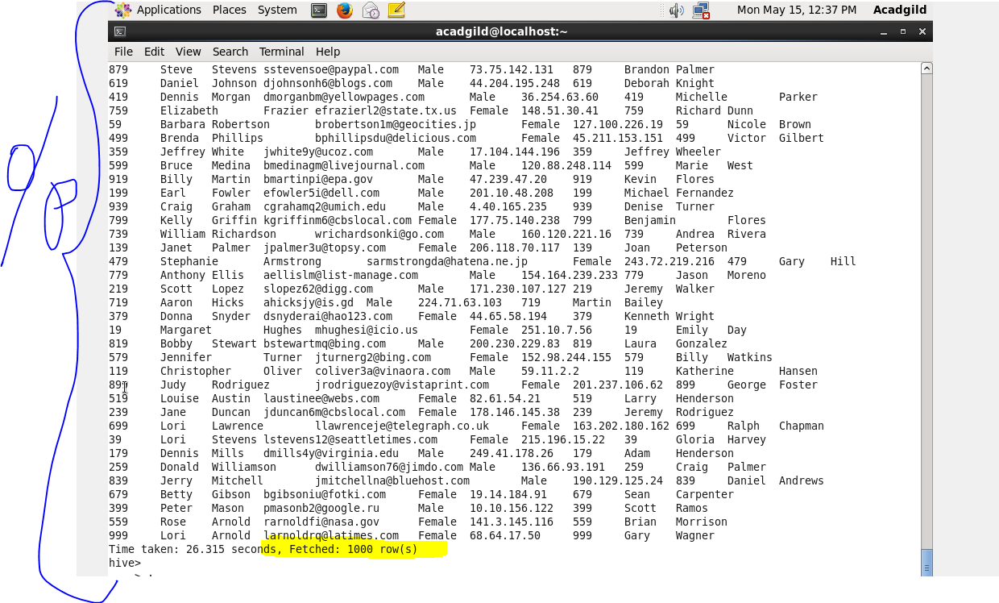 Applications Places System Mon May 15, 12:37 PM Acadgild
acadgild@localhost:~
File Edit View Search Terminal Help
879 Steve Stevens sstevensoe@paypal.com Male 73.75.142.131 879 Brandon Palmer
619 Daniel Johnson djohnsonh6@blogs.com Male 44.204.195.248 619 Deborah Knight
419 Dennis Morgan dmorganbm@yellowpages.com Male 36.254.63.60 419 Michelle Parker
759 Elizabeth Frazier efrazierl2@state.tx.us Female 148.51.30.41 759 Richard Dunn
59 Barbara Robertson brobertson1m@geocities.jp Female 127.100.226.19 59 Nicole Brown
499 Brenda Phillips bphillipsdu@delicious.com Female 45.211.153.151 499 Victor Gilbert
359 Jeffrey White jwhite9y@ucoz.com Male 17.104.144.196 359 Jeffrey Wheeler
599 Bruce Medina bmedinagm@livejournal.com Male 120.88.248.114 599 Marie West
919 Billy Martin bmartinpi@epa.gov Male 47.239.47.20 919 Kevin Flores
199 Earl Fowler efowler5i@dell.com Male 201.10.48.208 199 Michael Fernandez
939 Craig Graham cgrahamq2@umich.edu Male 4.40.165.235 939 Denise Turner
799 Kelly Griffin kgriffinm6@cbslocal.com Female 177.75.140.238 799 Benjamin Flores
739 William Richardson wrichardsonki@go.com Male 160.120.221.16 739 Andrea Rivera
139 Janet Palmer jpalmer3u@topsy.com Female 206.118.70.117 139 Joan Peterson
479 Stephanie Armstrong sarmstrongda@hatena.ne.jp Female 243.72.219.216 479 Gary Hill
779 Anthony Ellis aellislm@list-manage.com Male 154.164.239.233 779 Jason Moreno
219 Scott Lopez slopez62@digg.com Male 171.230.107.127 219 Jeremy Walker
719 Aaron Hicks ahicksjy@is.gd Male 224.71.63.103 719 Martin Bailey
379 Donna Snyder dsnyderai@hao123.com Female 44.65.58.194 379 Kenneth Wright
19 Margaret Hughes mhughesi@icio.us Female 251.10.7.56 19 Emily Day
819 Bobby Stewart bstewartmq@bing.com Male 200.230.229.83 819 Laura Gonzalez
579 Jennifer Turner jturnerg2@bing.com Female 152.98.244.155 579 Billy Watkins
119 Christopher Oliver coliver3a@vinaora.com Male 59.11.2.2 119 Katherine Hansen
899 Judy Rodriguez jrodriguezoy@vistaprint.com Female 201.237.106.62 899 George Foster
519 Louise Austin laustinee@webs.com Female 82.61.54.21 519 Larry Henderson
239 Jane Duncan jduncan6m@cbslocal.com Female 178.146.145.38 239 Jeremy Rodriguez
699 Lori Lawrence llawrenceje@telegraph.co.uk Female 163.202.180.162 699 Ralph Chapman
39 Lori Stevens lstevens12@seattletimes.com Female 215.196.15.22 39 Gloria Harvey
179 Dennis Mills dmills4y@virginia.edu Male 249.41.178.26 179 Adam Henderson
259 Donald Williamson dwilliamson76@jimdo.com Male 136.66.93.191 259 Craig Palmer
839 Jerry Mitchell jmitchellna@bluehost.com Male 190.129.125.24 839 Daniel Andrews
679 Betty Gibson bgibsoniu@fotki.com Female 19.14.184.91 679 Sean Carpenter
399 Peter Mason pmasonb2@google.ru Male 10.10.156.122 399 Scott Ramos
559 Rose Arnold rarnoldfi@nasa.gov Female 141.3.145.116 559 Brian Morrison
999 Lori Arnold larnoldrq@latimes.com Female 68.64.17.50 999 Gary Wagner
Time taken: 26.315 seconds, Fetched: 1000 row(s)
hive>